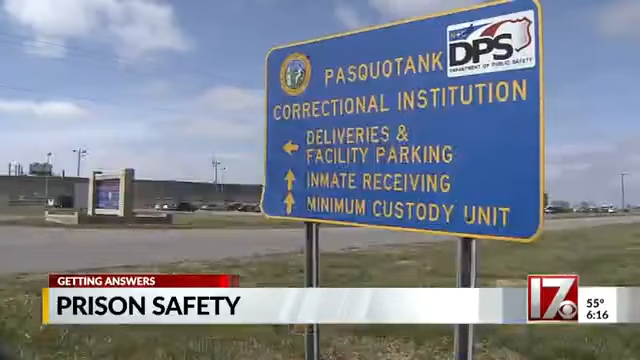 PASQUOTANK
DPS
DEPARTMENT OF PUBLIC SAFETY
CORRECTIONAL INSTITUTION
DELIVERIES &
FACILITY PARKING
INMATE RECEIVING
MINIMUM CUSTODY UNIT
GETTING ANSWERS
PRISON SAFETY
17
55°
6:16